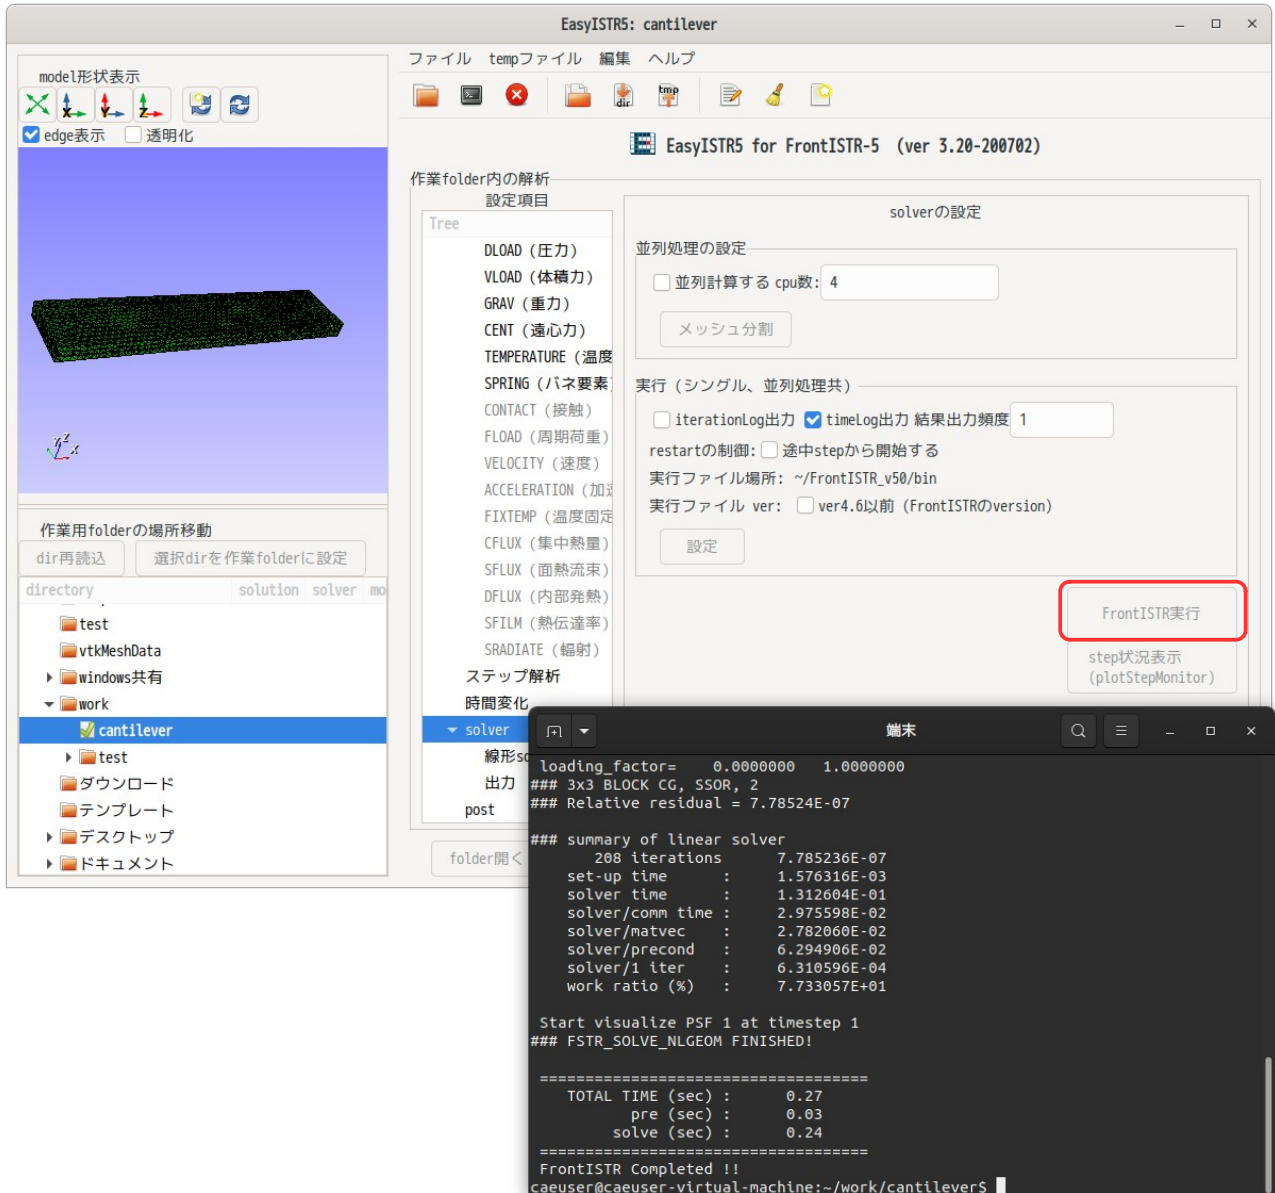 EasyISTR5: cantilever
model形状表示
edge表示 透明化
作業用folderの場所移動
dir再読込 選択dirを作業folderに設定
directory solution solver mo
test
vtkMeshData
windows共有
work
cantilever
test
ダウンロード
テンプレート
デスクトップ
ドキュメント
ファイル tempファイル 編集 ヘルプ
EasyISTR5 for FrontISTR-5 (ver 3.20-200702)
作業folder内の解析
設定項目
Tree
DLOAD (圧力)
VLOAD (体積力)
GRAV (重力)
CENT (遠心力)
TEMPERATURE (温度
SPRING (バネ要素
CONTACT (接触)
FLOAD (周期荷重)
VELOCITY (速度)
ACCELERATION (加速
FIXTEMP (温度固定
CFLUX (集中熱量)
SFLUX (面熱流束)
DFLUX (内部発熱)
SFILM (熱伝達率)
SRADIATE (輻射)
ステップ解析
時間変化
solver
線形so
出力
post
folder開く
solverの設定
並列処理の設定
並列計算する cpu数: 4
メッシュ分割
実行 (シングル、並列処理共)
iterationLog出力 timeLog出力 結果出力頻度 1
restartの制御: 途中stepから開始する
実行ファイル場所: ~/FrontISTR_v50/bin
実行ファイル ver: ver4.6以前 (FrontISTRのversion)
設定
FrontISTR実行
step状況表示
(plotStepMonitor)
端末
loading_factor= 0.0000000 1.0000000
### 3x3 BLOCK CG, SSOR, 2
### Relative residual = 7.78524E-07
### summary of linear solver
208 iterations 7.785236E-07
set-up time : 1.576316E-03
solver time : 1.312604E-01
solver/comm time : 2.975598E-02
solver/matvec : 2.782060E-02
solver/precond : 6.294906E-02
solver/1 iter : 6.310596E-04
work ratio (%) : 7.733057E+01
Start visualize PSF 1 at timestep 1
### FSTR_SOLVE_NLGEOM FINISHED!
====================================
TOTAL TIME (sec) : 0.27
pre (sec) : 0.03
solve (sec) : 0.24
====================================
FrontISTR Completed !!
caeuser@caeuser-virtual-machine:~/work/cantilever$